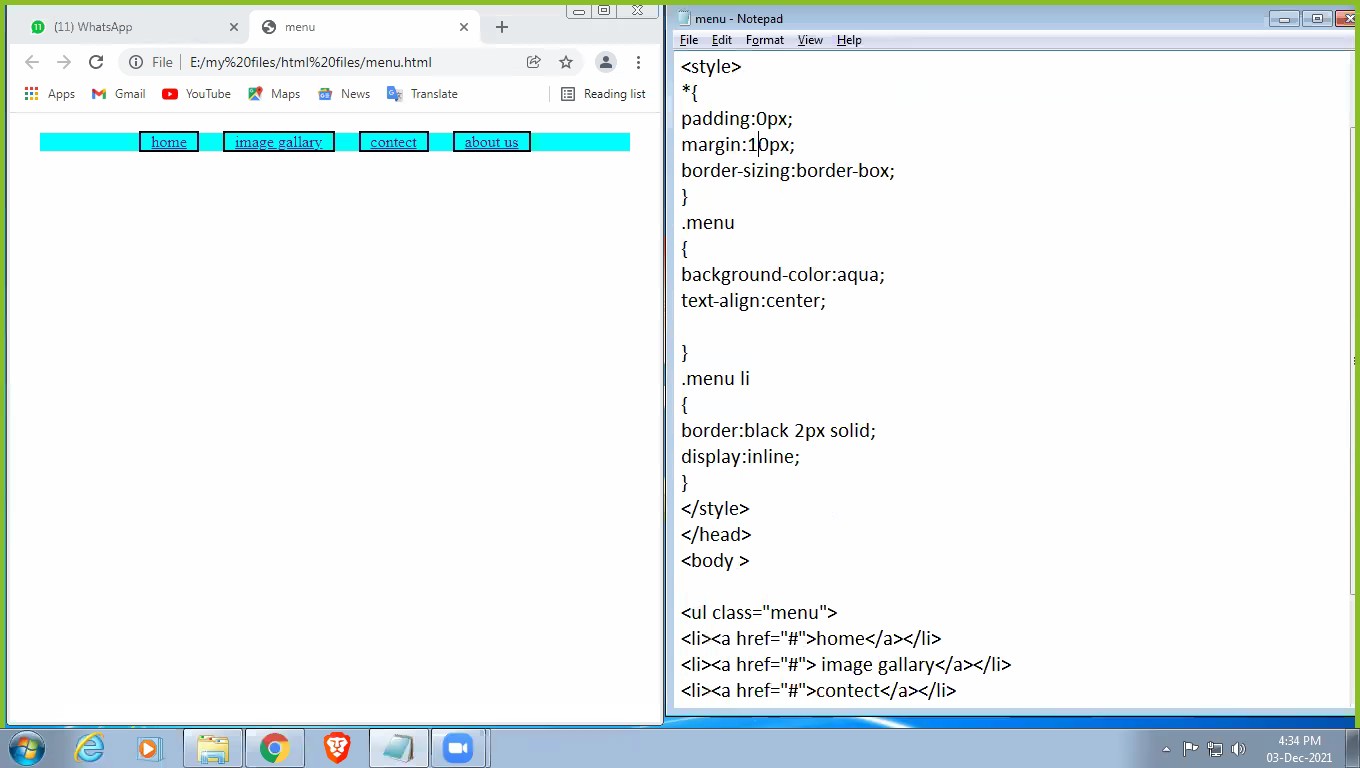 (11) WhatsApp
menu
File
E:/my%20files/html%20files/menu.html
Apps
Gmail
YouTube
Maps
News
Translate
Reading list
home
image gallary
contect
about us
menu - Notepad
File Edit Format View Help
<style>
*{
padding:0px;
margin:10px;
border-sizing:border-box;
}
.menu
{
background-color:aqua;
text-align:center;
}
.menu li
{
border:black 2px solid;
display:inline;
}
</style>
</head>
<body >
<ul class="menu">
<li><a href="#">home</a></li>
<li><a href="#"> image gallary</a></li>
<li><a href="#">contect</a></li>
4:34 PM
03-Dec-2021